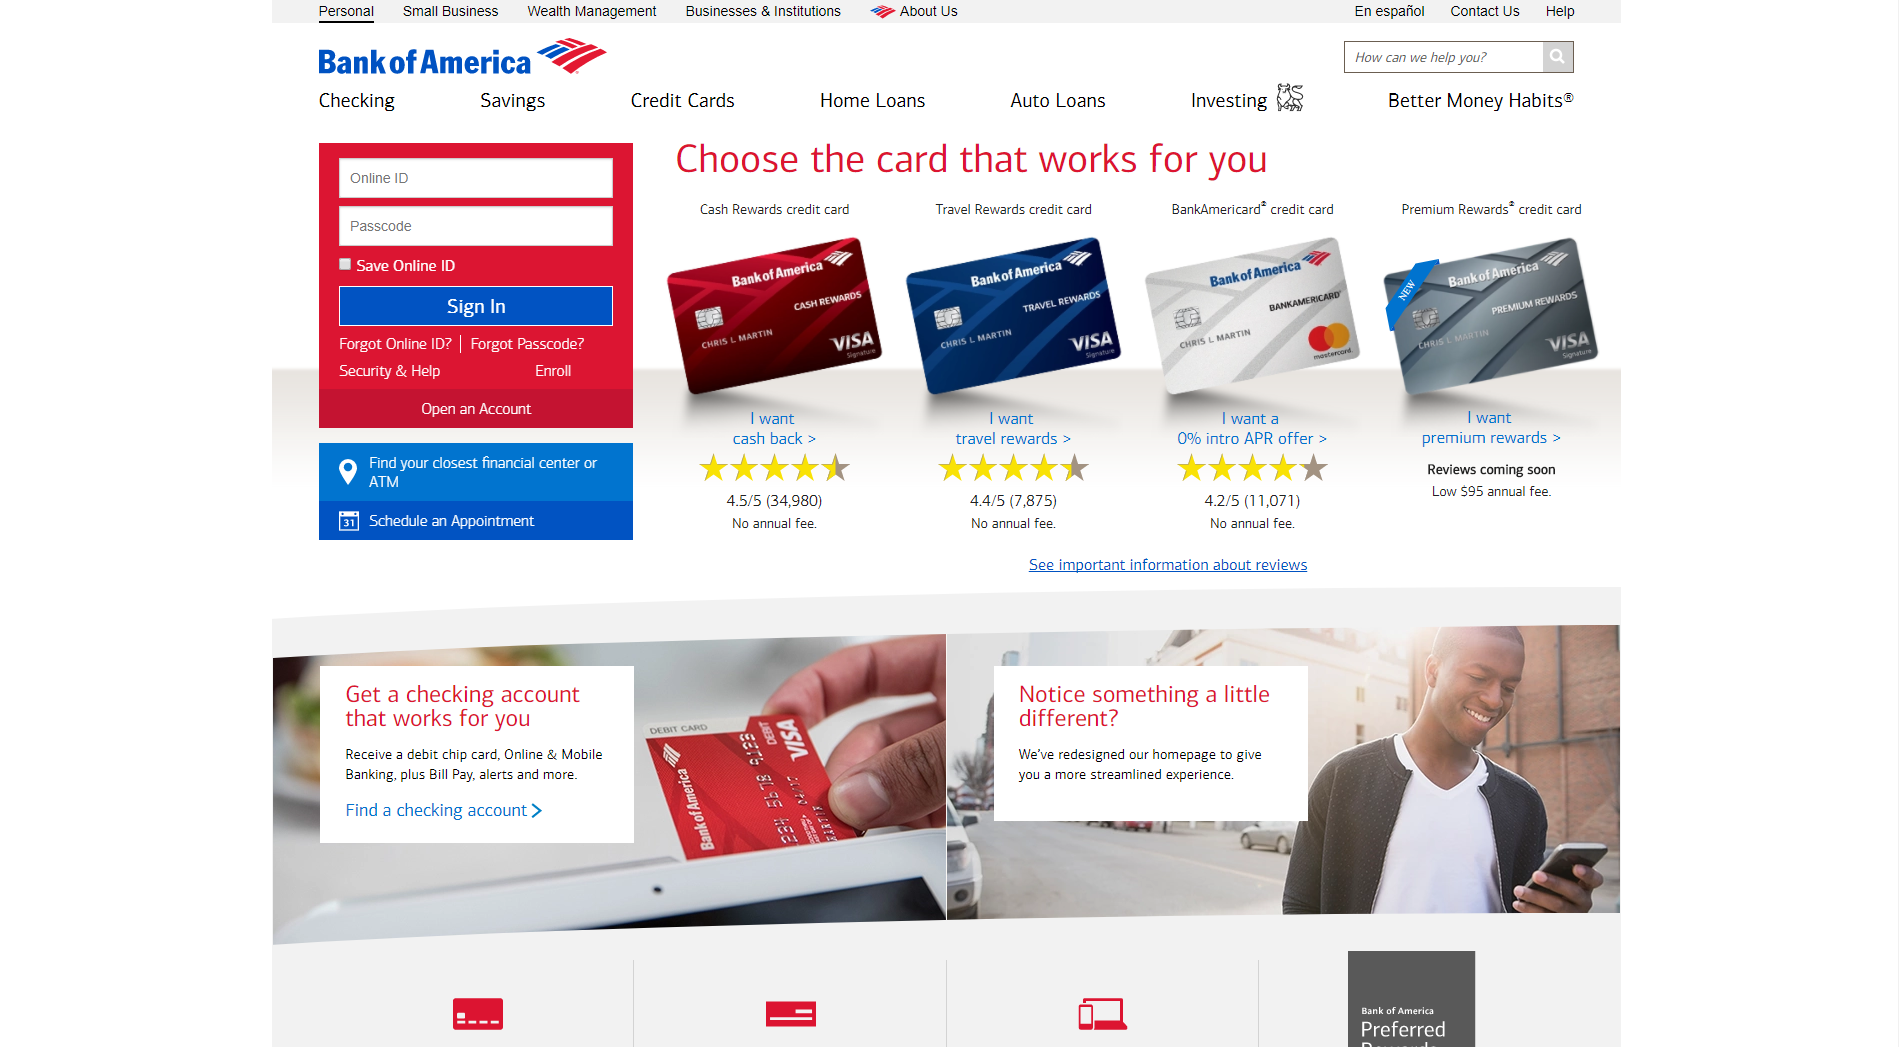 Personal
Small Business
Wealth Management
Businesses & Institutions
About Us
En español
Contact Us
Help
Bank of America
How can we help you?
Checking
Savings
Credit Cards
Home Loans
Auto Loans
Investing
Better Money Habits®
Online ID
Passcode
Save Online ID
Sign In
Forgot Online ID?
Forgot Passcode?
Security & Help
Enroll
Open an Account
Find your closest financial center or
ATM
31
Schedule an Appointment
Choose the card that works for you
Cash Rewards credit card
Bank of America
CASH REWARDS
CHRIS L MARTIN
VISA
Signature
I want
cash back >
4.5/5 (34,980)
No annual fee.
Travel Rewards credit card
Bank of America
TRAVEL REWARDS
CHRIS L MARTIN
VISA
Signature
I want
travel rewards >
4.4/5 (7,875)
No annual fee.
BankAmericard® credit card
Bank of America
BANKAMERICARD
CHRIS L MARTIN
mastercard
I want a
0% intro APR offer >
4.2/5 (11,071)
No annual fee.
Premium Rewards® credit card
NEW
Bank of America
PREMIUM REWARDS
CHRIS L MARTIN
VISA
Signature
I want
premium rewards >
Reviews coming soon
Low $95 annual fee.
See important information about reviews
Get a checking account
that works for you
Receive a debit chip card, Online & Mobile
Banking, plus Bill Pay, alerts and more.
Find a checking account
DEBIT CARD
Bank of America
DEBIT
VISA
5678 9123
Notice something a little
different?
We've redesigned our homepage to give
you a more streamlined experience.
Bank of America
Preferred